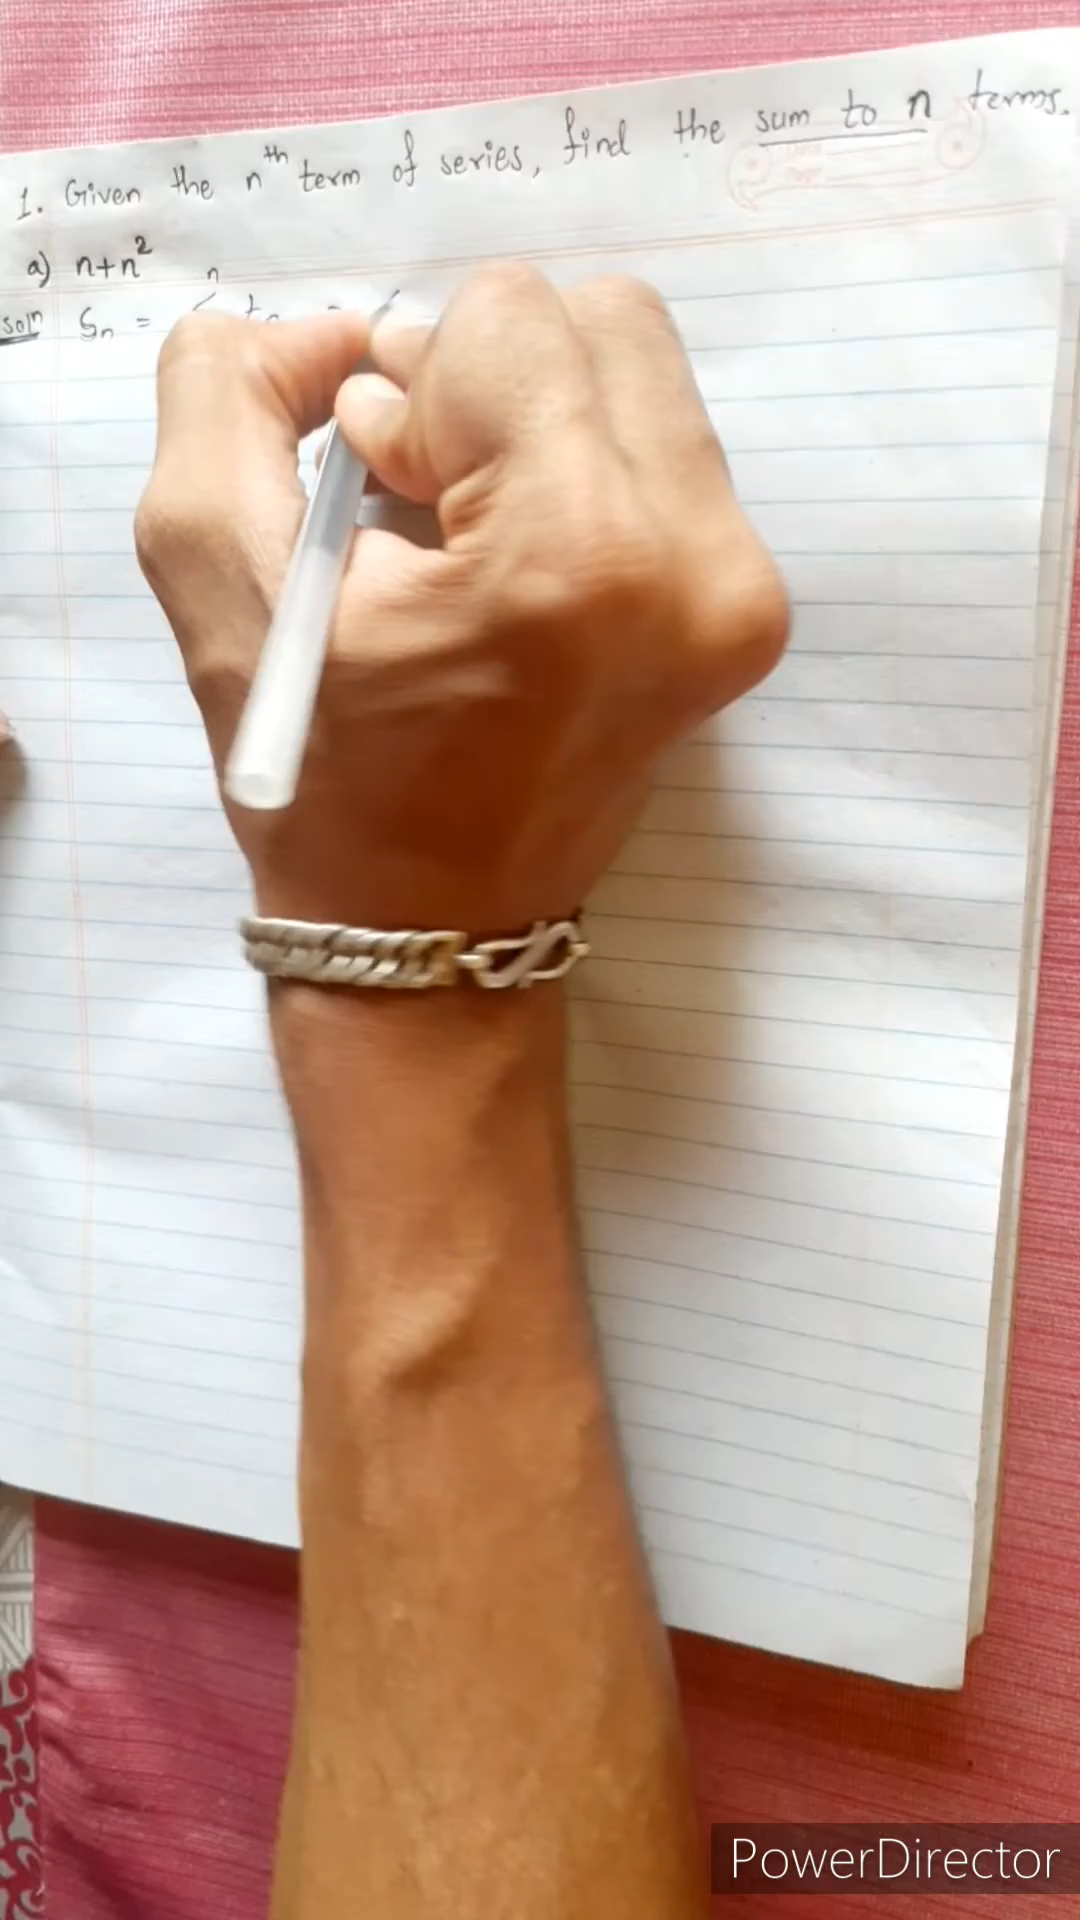 1. Given the nᵗʰ term of series, find the sum to n terms.
a) n+n²
solⁿ Sₙ =
PowerDirector